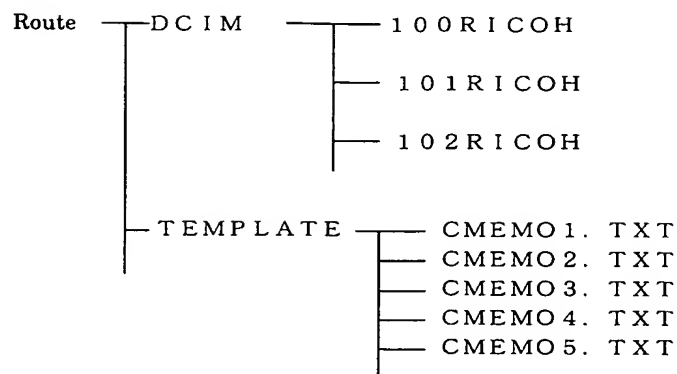 Route DCIM 100RICOH
101RICOH
102RICOH
TEMPLATE CMEMO1. TXT
CMEMO2. TXT
CMEMO3. TXT
CMEMO4. TXT
CMEMO5. TXT